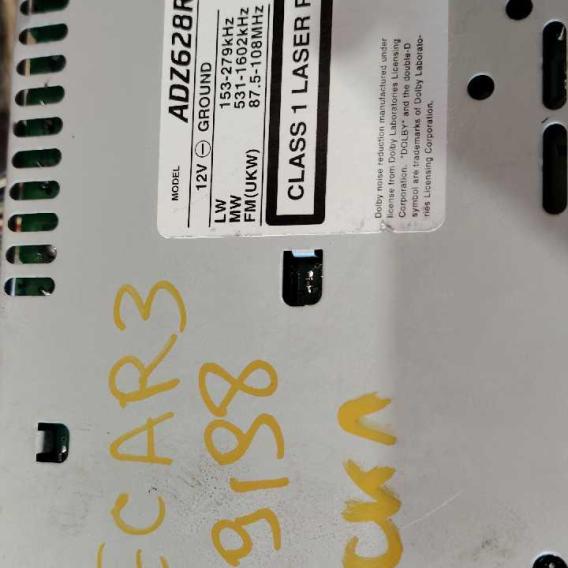 MODEL ADZ628R
12V ⊖ GROUND
LW 153-279kHz
MW 531-1602kHz
FM(UKW) 87.5-108MHz
CLASS 1 LASER P
Dolby noise reduction manufactured under
license from Dolby Laboratories Licensing
Corporation. "DOLBY" and the double-D
symbol are trademarks of Dolby Laborato-
ries Licensing Corporation.
ECAR3
9188